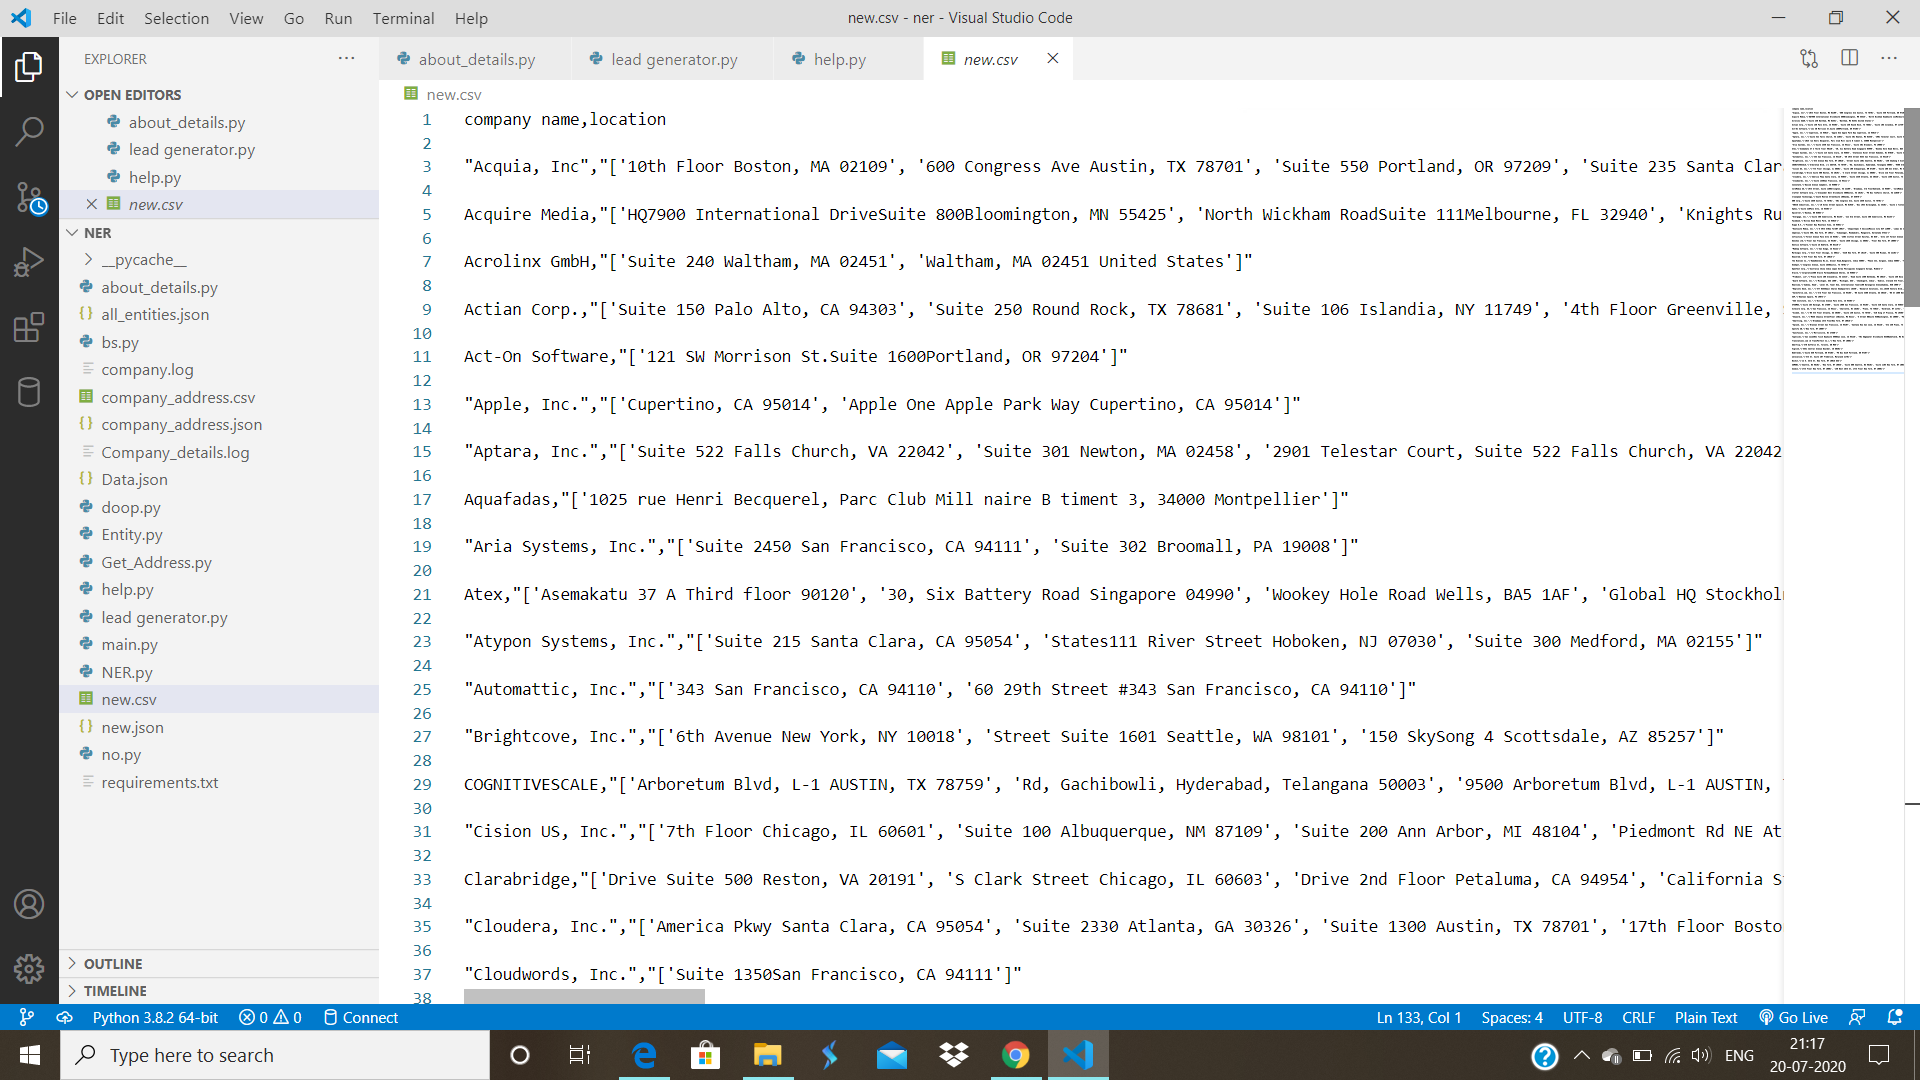 File Edit Selection View Go Run Terminal Help
new.csv - ner - Visual Studio Code
EXPLORER
OPEN EDITORS
about_details.py
lead generator.py
help.py
new.csv
NER
__pycache__
about_details.py
all_entities.json
bs.py
company.log
company_address.csv
company_address.json
Company_details.log
Data.json
doop.py
Entity.py
Get_Address.py
help.py
lead generator.py
main.py
NER.py
new.csv
new.json
no.py
requirements.txt
OUTLINE
TIMELINE
about_details.py lead generator.py help.py new.csv
new.csv
1 company name,location
2
3 "Acquia, Inc","['10th Floor Boston, MA 02109', '600 Congress Ave Austin, TX 78701', 'Suite 550 Portland, OR 97209', 'Suite 235 Santa Clar
4
5 Acquire Media,"['HQ7900 International DriveSuite 800Bloomington, MN 55425', 'North Wickham RoadSuite 111Melbourne, FL 32940', 'Knights Ru
6
7 Acrolinx GmbH,"['Suite 240 Waltham, MA 02451', 'Waltham, MA 02451 United States']"
8
9 Actian Corp.,"['Suite 150 Palo Alto, CA 94303', 'Suite 250 Round Rock, TX 78681', 'Suite 106 Islandia, NY 11749', '4th Floor Greenville,
10
11 Act-On Software,"['121 SW Morrison St.Suite 1600Portland, OR 97204']"
12
13 "Apple, Inc.","['Cupertino, CA 95014', 'Apple One Apple Park Way Cupertino, CA 95014']"
14
15 "Aptara, Inc.","['Suite 522 Falls Church, VA 22042', 'Suite 301 Newton, MA 02458', '2901 Telestar Court, Suite 522 Falls Church, VA 22042
16
17 Aquafadas,"['1025 rue Henri Becquerel, Parc Club Mill naire B timent 3, 34000 Montpellier']"
18
19 "Aria Systems, Inc.","['Suite 2450 San Francisco, CA 94111', 'Suite 302 Broomall, PA 19008']"
20
21 Atex,"['Asemakatu 37 A Third floor 90120', '30, Six Battery Road Singapore 04990', 'Wookey Hole Road Wells, BA5 1AF', 'Global HQ Stockhol
22
23 "Atypon Systems, Inc.","['Suite 215 Santa Clara, CA 95054', 'States111 River Street Hoboken, NJ 07030', 'Suite 300 Medford, MA 02155']"
24
25 "Automattic, Inc.","['343 San Francisco, CA 94110', '60 29th Street #343 San Francisco, CA 94110']"
26
27 "Brightcove, Inc.","['6th Avenue New York, NY 10018', 'Street Suite 1601 Seattle, WA 98101', '150 SkySong 4 Scottsdale, AZ 85257']"
28
29 COGNITIVESCALE,"['Arboretum Blvd, L-1 AUSTIN, TX 78759', 'Rd, Gachibowli, Hyderabad, Telangana 50003', '9500 Arboretum Blvd, L-1 AUSTIN,
30
31 "Cision US, Inc.","['7th Floor Chicago, IL 60601', 'Suite 100 Albuquerque, NM 87109', 'Suite 200 Ann Arbor, MI 48104', 'Piedmont Rd NE At
32
33 Clarabridge,"['Drive Suite 500 Reston, VA 20191', 'S Clark Street Chicago, IL 60603', 'Drive 2nd Floor Petaluma, CA 94954', 'California S
34
35 "Cloudera, Inc.","['America Pkwy Santa Clara, CA 95054', 'Suite 2330 Atlanta, GA 30326', 'Suite 1300 Austin, TX 78701', '17th Floor Bosto
36
37 "Cloudwords, Inc.","['Suite 1350San Francisco, CA 94111']"
38
Python 3.8.2 64-bit 0 0 Connect Ln 133, Col 1 Spaces: 4 UTF-8 CRLF Plain Text Go Live
Type here to search
ENG
21:17
20-07-2020